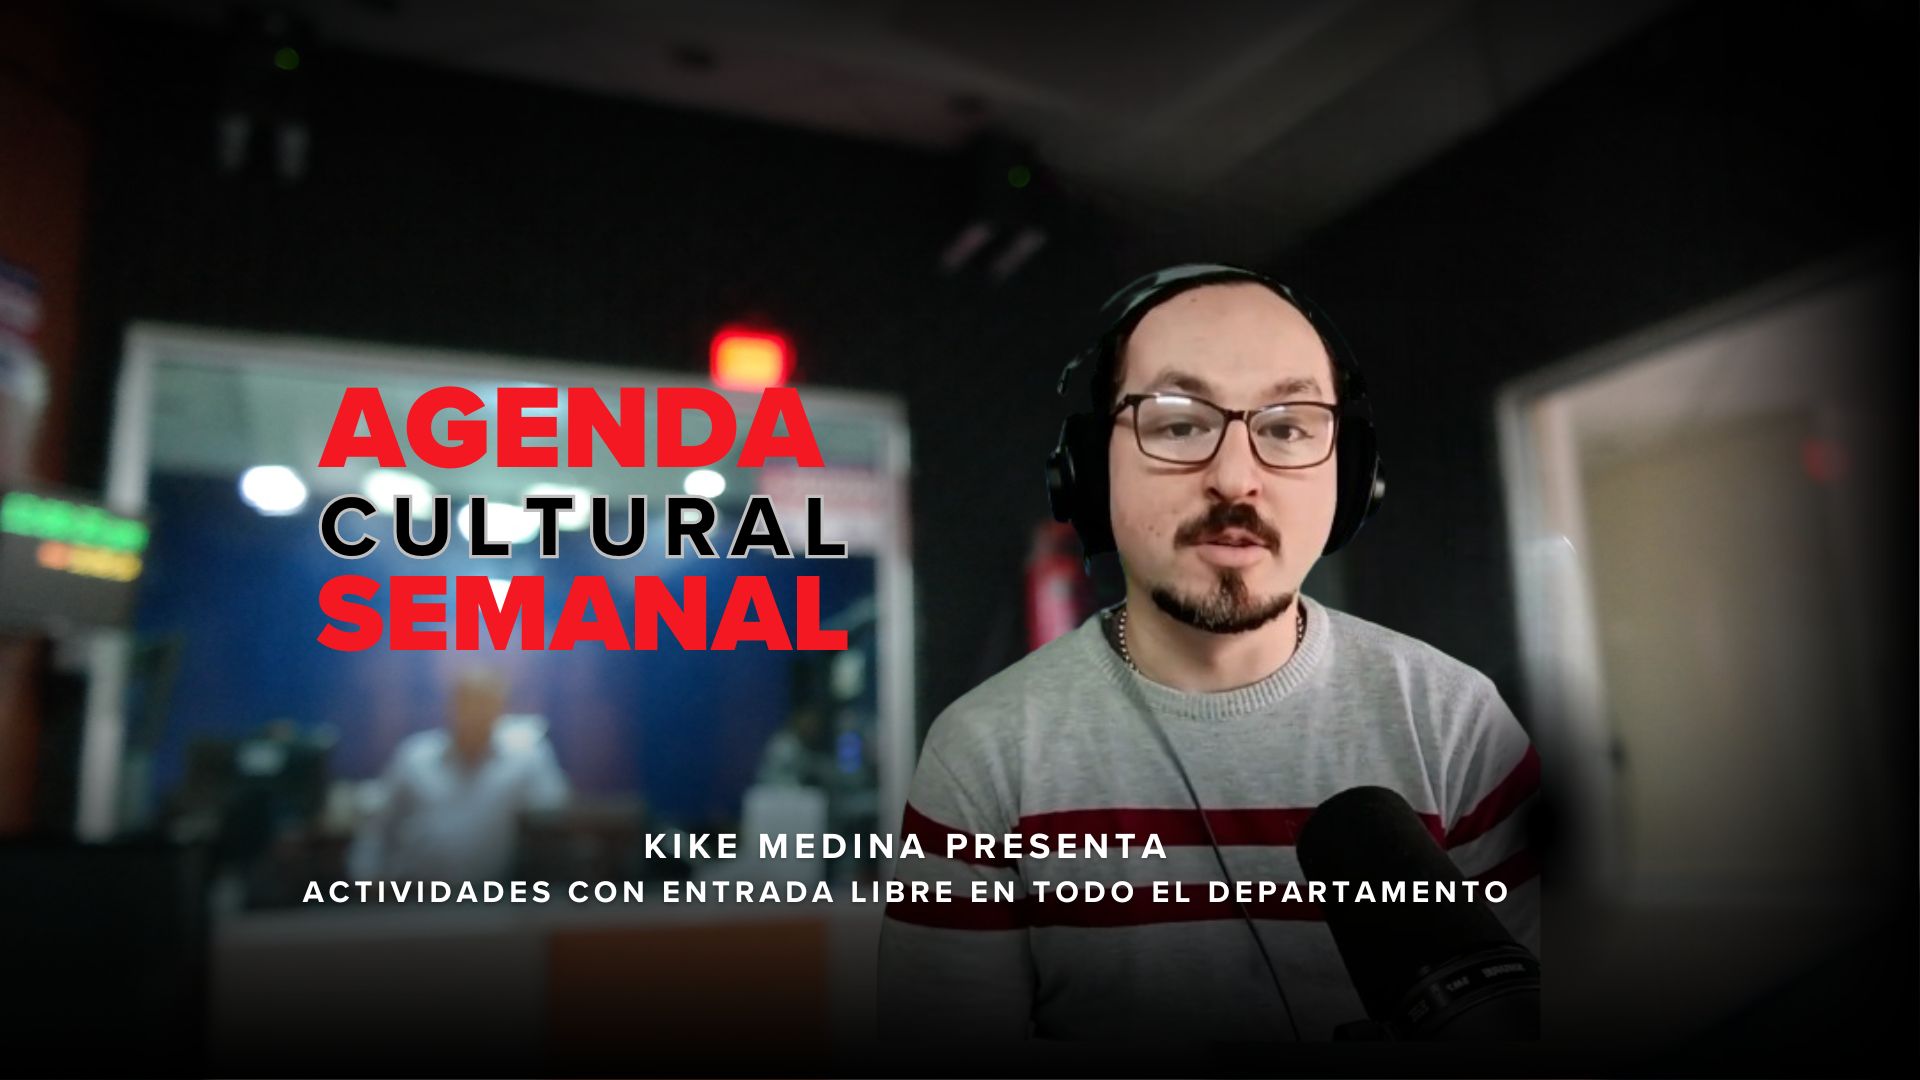 AGENDA
CULTURAL
SEMANAL
KIKE MEDINA PRESENTA
ACTIVIDADES CON ENTRADA LIBRE EN TODO EL DEPARTAMENTO